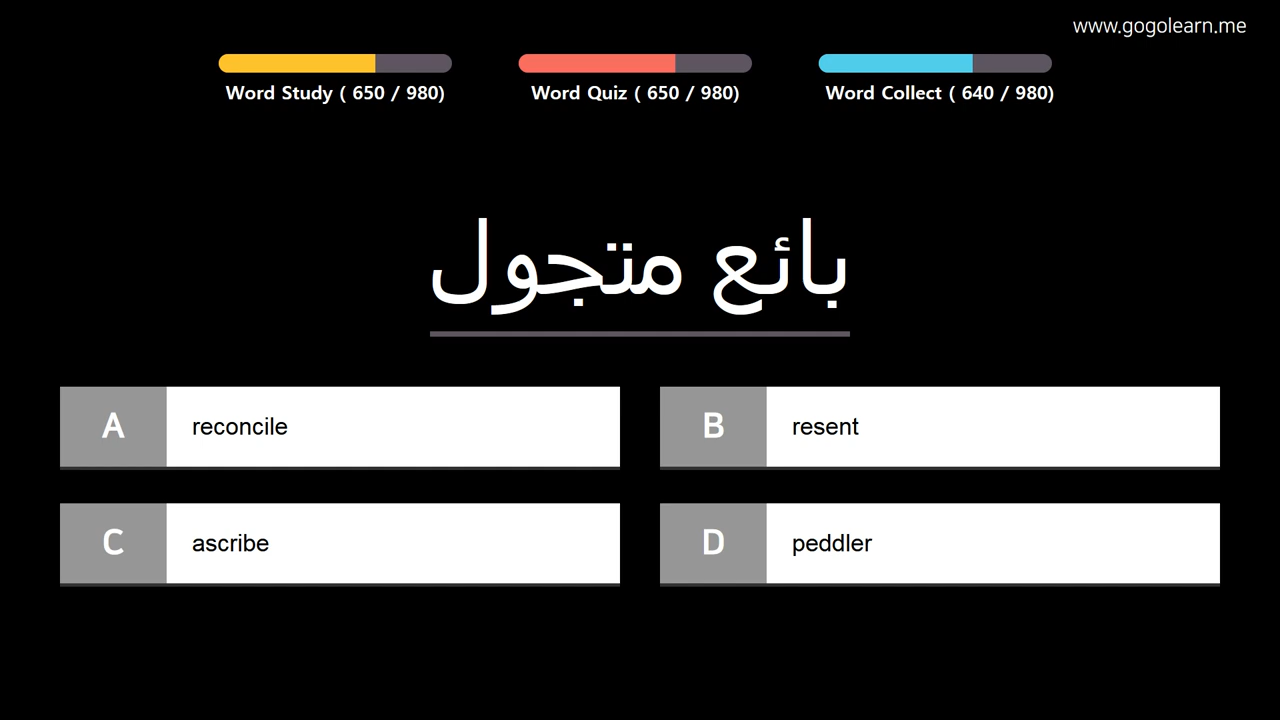 www.gogolearn.me
Word Study ( 650 / 980)
Word Quiz ( 650 / 980)
Word Collect ( 640 / 980)
بائع متجول
A reconcile
B resent
C ascribe
D peddler